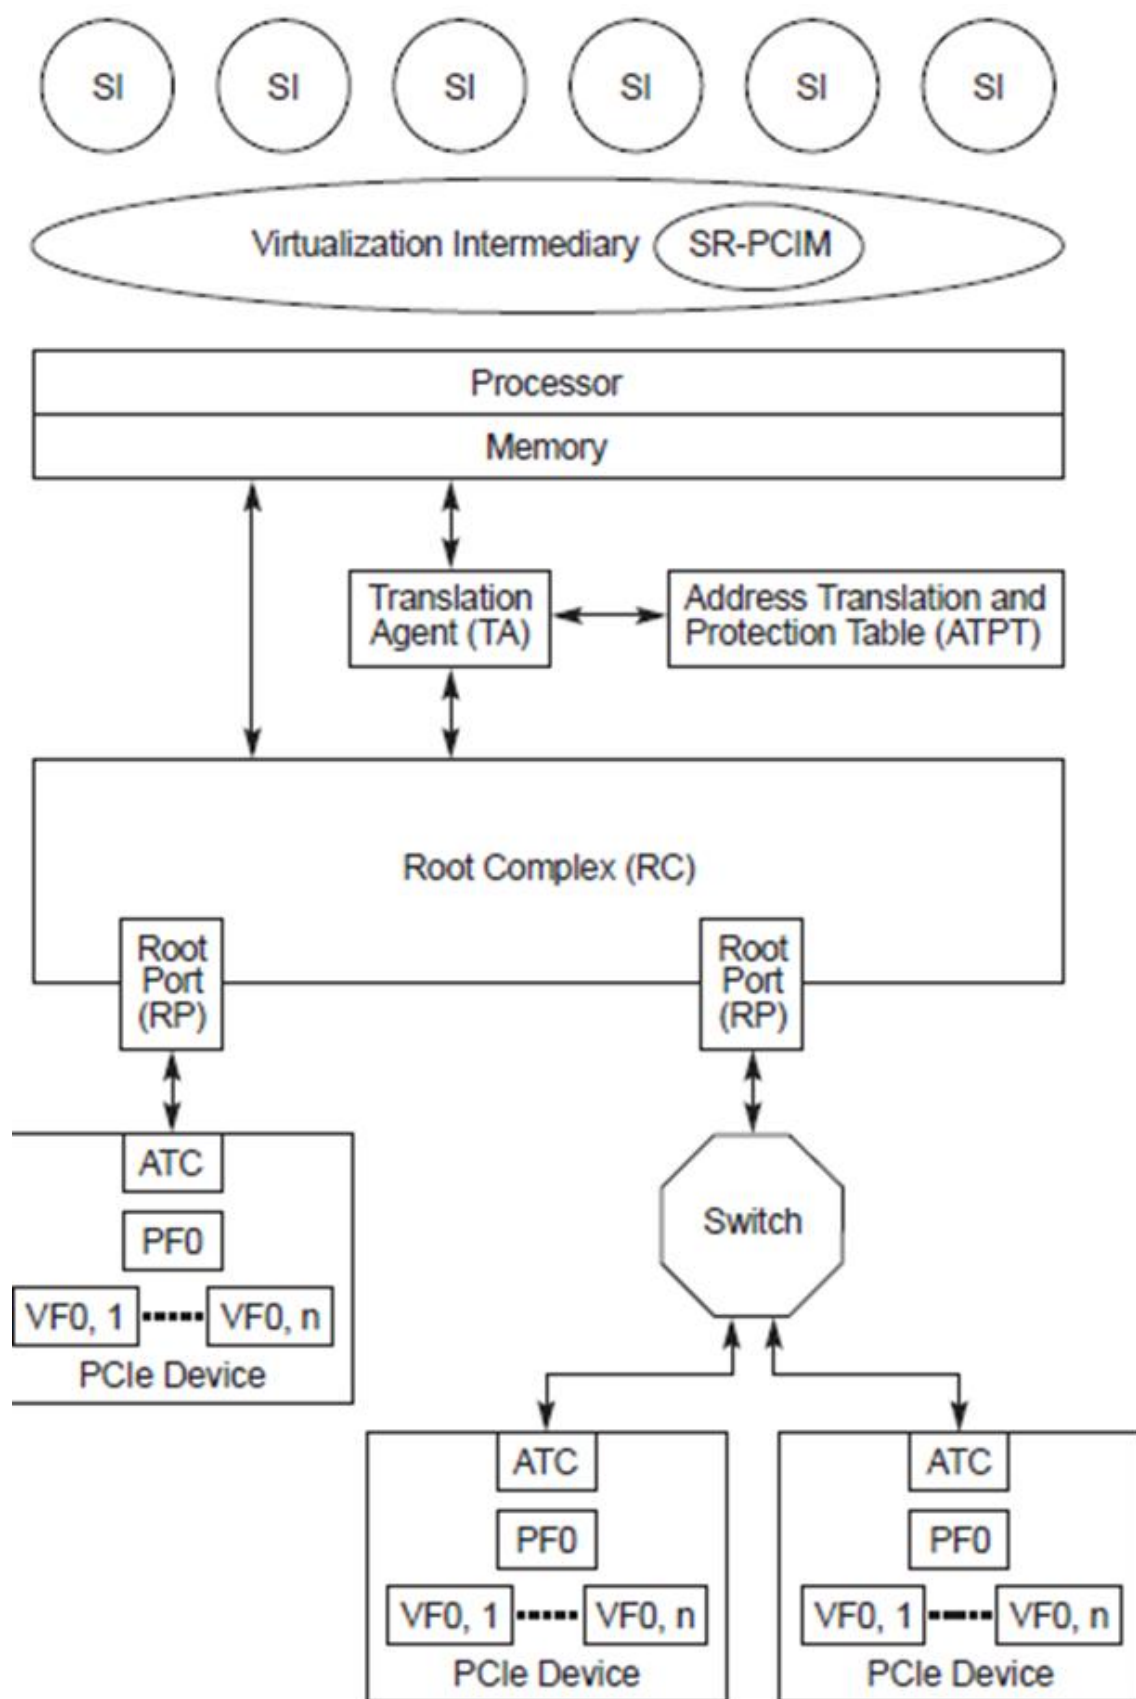 SI SI SI SI SI SI
Virtualization Intermediary SR-PCIM
Processor
Memory
Translation
Agent (TA)
Address Translation and
Protection Table (ATPT)
Root Complex (RC)
Root
Port
(RP)
Root
Port
(RP)
ATC
PF0
VF0, 1 VF0, n
PCIe Device
Switch
ATC
PF0
VF0, 1 VF0, n
PCIe Device
ATC
PF0
VF0, 1 VF0, n
PCIe Device